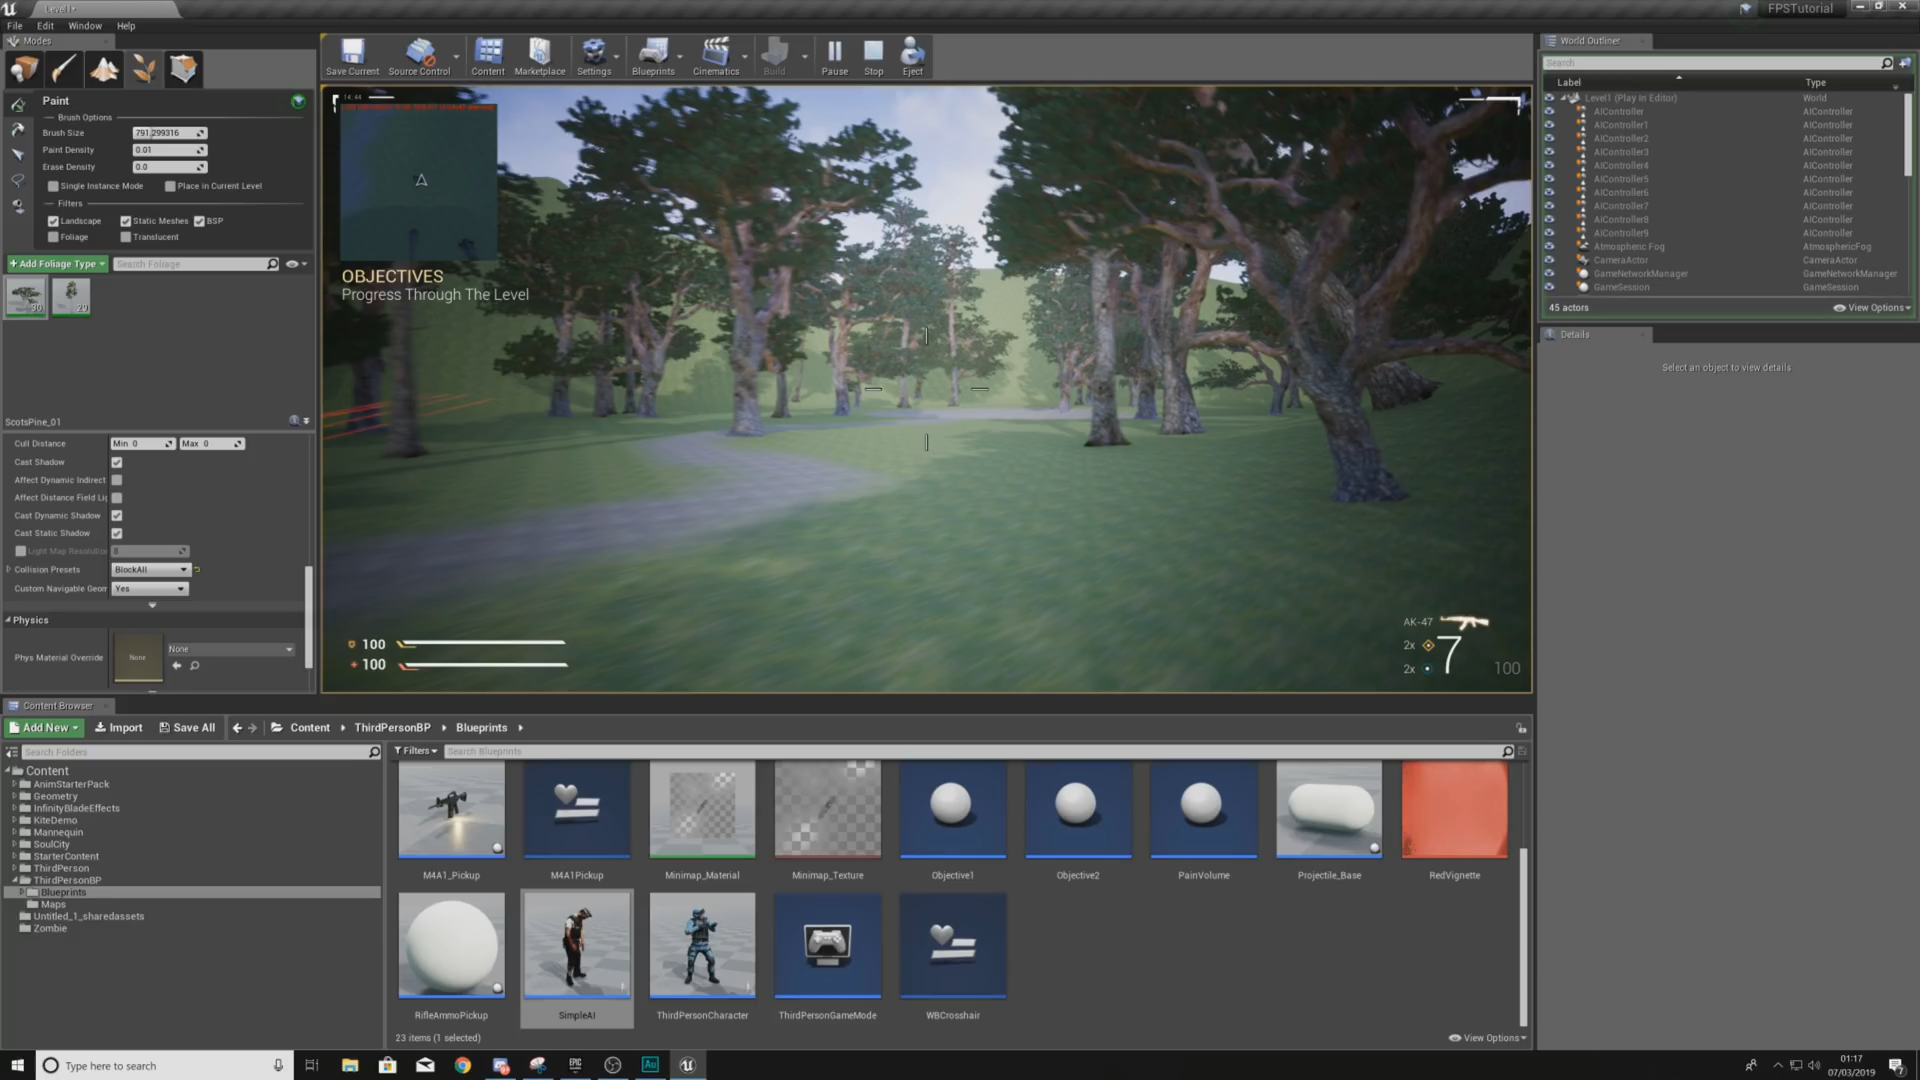 Level1*
FPSTutorial
File Edit Window Help
Modes
Save Current
Source Control
Content
Marketplace
Settings
Blueprints
Cinematics
Build
Pause
Stop
Eject
Paint
Brush Options
Brush Size 791.299316
Paint Density 0.01
Erase Density 0.0
Single Instance Mode Place in Current Level
Filters
Landscape Static Meshes BSP
Foliage Translucent
+ Add Foliage Type Search Foliage
30 20
ScotsPine_01
Cull Distance Min 0 Max 0
Cast Shadow
Affect Dynamic Indirect
Affect Distance Field Lig
Cast Dynamic Shadow
Cast Static Shadow
Light Map Resolution 8
Collision Presets BlockAll
Custom Navigable Geom Yes
Physics
Phys Material Override None None
14:44
OBJECTIVES
Progress Through The Level
100
100
AK-47
2x
2x 7 100
World Outliner
Search
Label Type
Level1 (Play In Editor) World
AIController AIController
AIController1 AIController
AIController2 AIController
AIController3 AIController
AIController4 AIController
AIController5 AIController
AIController6 AIController
AIController7 AIController
AIController8 AIController
AIController9 AIController
Atmospheric Fog AtmosphericFog
CameraActor CameraActor
GameNetworkManager GameNetworkManager
GameSession GameSession
45 actors View Options
Details
Select an object to view details
Content Browser
Add New Import Save All Content ThirdPersonBP Blueprints
Search Folders
Filters Search Blueprints
Content
AnimStarterPack
Geometry
InfinityBladeEffects
KiteDemo
Mannequin
SoulCity
StarterContent
ThirdPerson
ThirdPersonBP
Blueprints
Maps
Untitled_1_sharedassets
Zombie
M4A1_Pickup M4A1Pickup Minimap_Material Minimap_Texture Objective1 Objective2 PainVolume Projectile_Base RedVignette
RifleAmmoPickup SimpleAI ThirdPersonCharacter ThirdPersonGameMode WBCrosshair
23 items (1 selected) View Options
Type here to search
EPIC
Au
01:17
07/03/2019